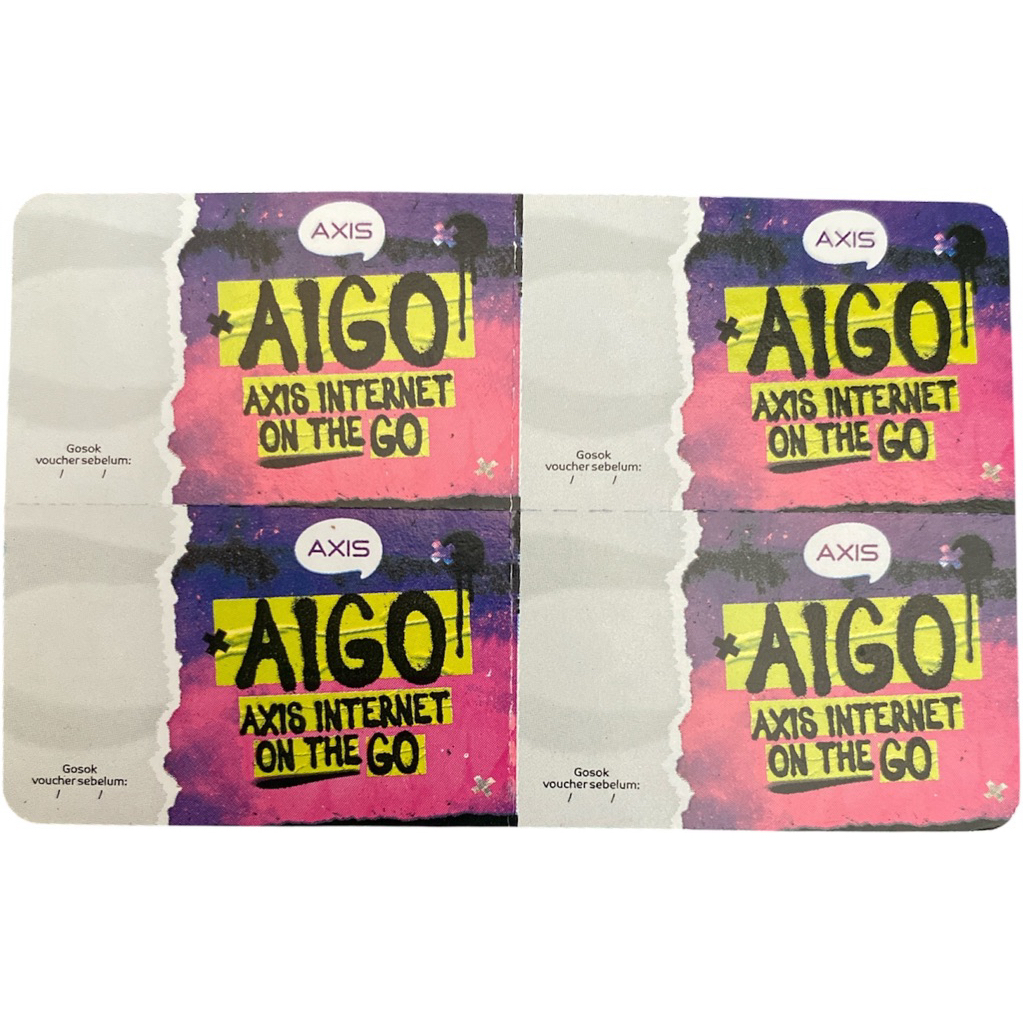 AXIS
AIGO
AXIS INTERNET
ON THE GO
Gosok
voucher sebelum:
/ /
AXIS
AIGO
AXIS INTERNET
ON THE GO
Gosok
voucher sebelum:
/ /
AXIS
AIGO
AXIS INTERNET
ON THE GO
Gosok
voucher sebelum:
/ /
AXIS
AIGO
AXIS INTERNET
ON THE GO
Gosok
voucher sebelum:
/ /